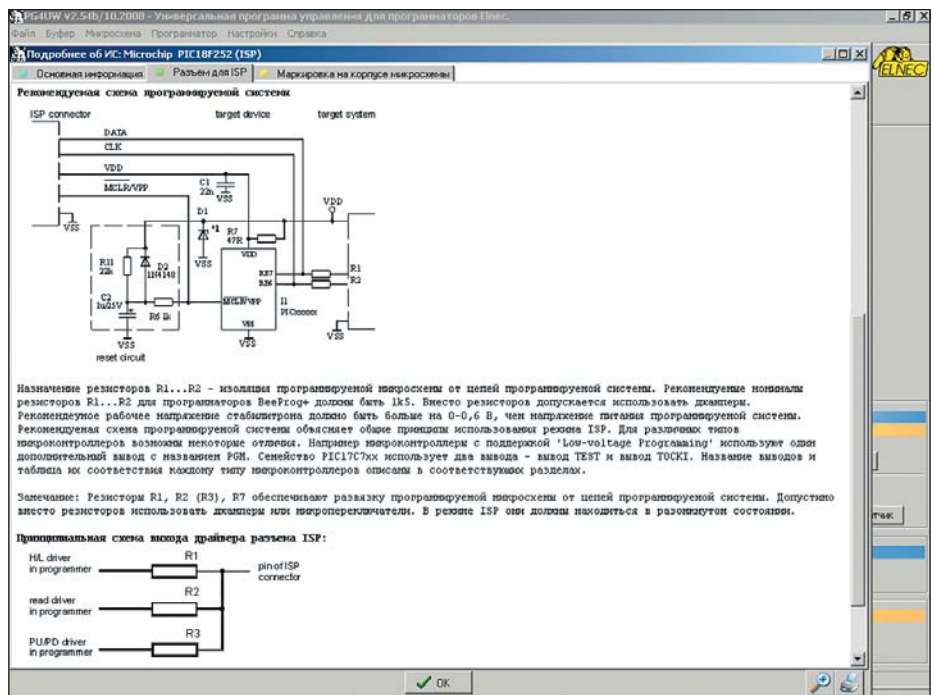 PG4UW v2.54b/10.2008 - Универсальная программа управления для программаторов Elnec.
Файл Буфер Микросхема Программатор Настройки Справка
Подробнее об ИС: Microchip PIC18F252 (ISP)
ELNEC
Основная информация Разъем для ISP Маркировка на корпусе микросхемы
Рекомендуемая схема программируемой системы
ISP connector target device target system
DATA
CLK
VDD
MCLR/VPP
C1
22n
VSS
VDD
VSS
D1
*1
R7
47R
VSS
VDD
R11
22k
D2
1N4148
RB7
RB6
R1
R2
C2
1u/25V
R6 1k
MCLR/VPP
I1
PICxxxxx
VSS
VSS
VSS
VSS
reset circuit
Назначение резисторов R1...R2 - изоляция программируемой микросхемы от цепей программируемой системы. Рекомендуемые номиналы
резисторов R1...R2 для программаторов BeeProg+ должны быть 1k5. Вместо резисторов допускается использовать джамперы.
Рекомендеуное рабочее напряжение стабилитрона должно быть больше на 0-0,6 В, чем напряжение питания программируемой системы.
Рекомендуемая схема программируемой системы объясняет общие принципы использования режима ISP. Для различных типов
микроконтроллеров возможны некоторые отличия. Например микроконтроллеры с поддержкой 'Low-voltage Programming' используют один
дополнительный вывод с названием PGM. Семейство PIC17C7xx использует два вывода - вывод TEST и вывод TOCKI. Название выводов и
таблица их соответствия каждому типу микроконтроллеров описаны в соответствующих разделах.
Замечание: Резисторы R1, R2 (R3), R7 обеспечивают развязку программируемой микросхемы от цепей программируемой системы. Допустимо
вместо резисторов использовать джамперы или микропереключатели. В режиме ISP они должны находиться в разомкнутом состоянии.
тчик
Принципиальная схема выхода драйвера разъема ISP:
H/L driver
in programmer
R1
pin of ISP
connector
read driver
in programmer
R2
PU/PD driver
in programmer
R3
OK